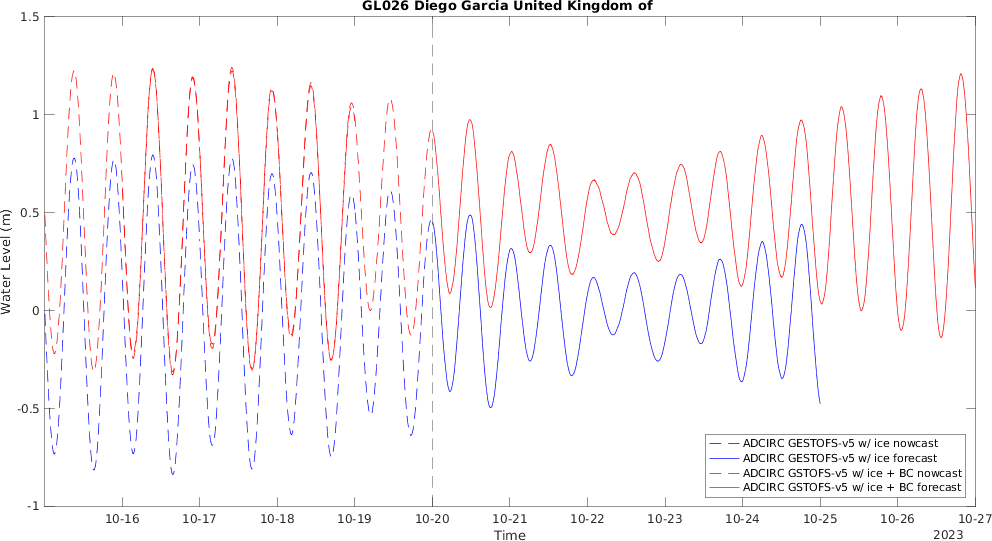 GL026 Diego Garcia United Kingdom of
1.5
1
0.5
0
-0.5
-1
Water Level (m)
ADCIRC GESTOFS-v5 w/ ice nowcast
ADCIRC GESTOFS-v5 w/ ice forecast
ADCIRC GSTOFS-v5 w/ ice + BC nowcast
ADCIRC GSTOFS-v5 w/ ice + BC forecast
10-16 10-17 10-18 10-19 10-20 10-21 10-22 10-23 10-24 10-25 10-26 10-27
Time
2023